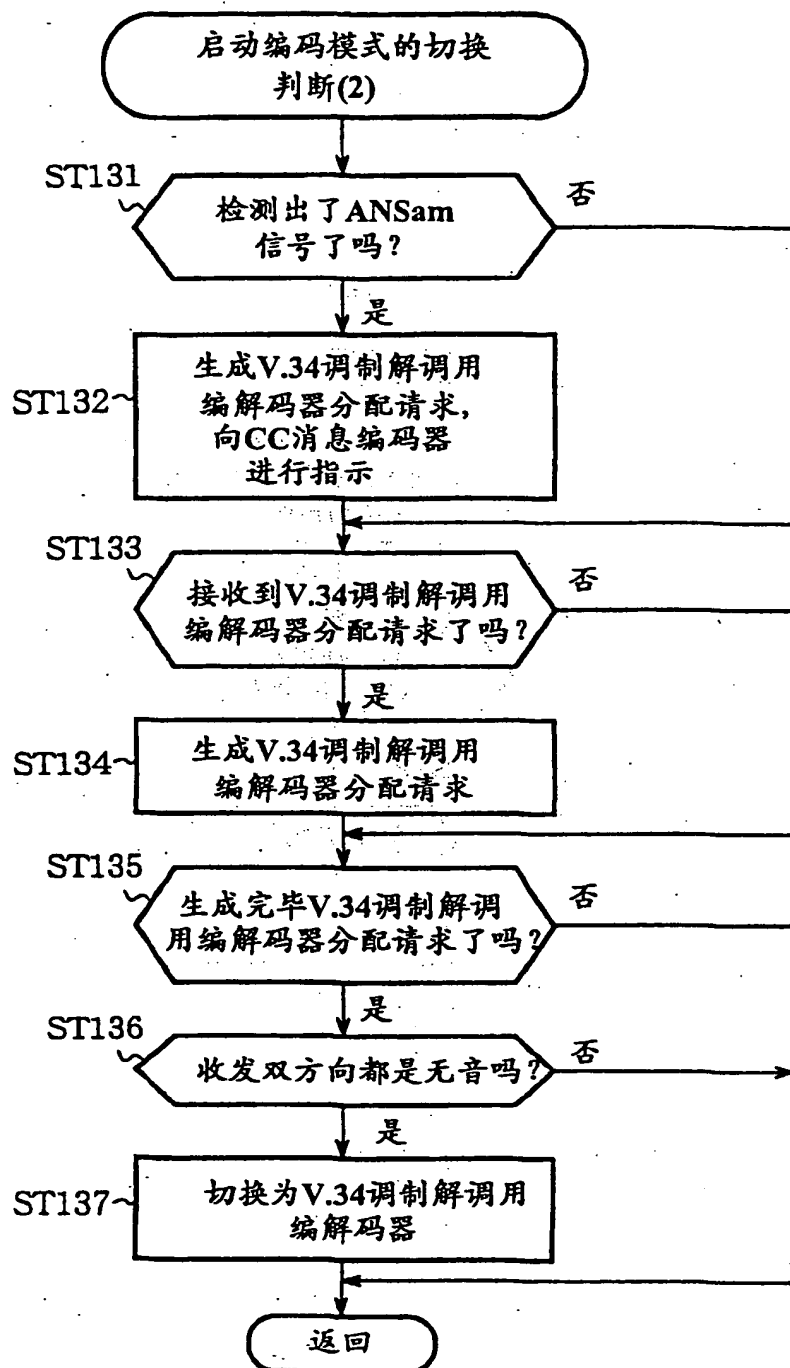 启动编码模式的切换
判断(2)
ST131
检测出了ANSam
信号了吗?
否
是
ST132
生成V.34调制解调用
编解码器分配请求,
向CC消息编码器
进行指示
ST133
接收到V.34调制解调用
编解码器分配请求了吗?
否
是
ST134
生成V.34调制解调用
编解码器分配请求
ST135
生成完毕V.34调制解调
用编解码器分配请求了吗?
否
是
ST136
收发双方向都是无音吗?
否
是
ST137
切换为V.34调制解调用
编解码器
返回